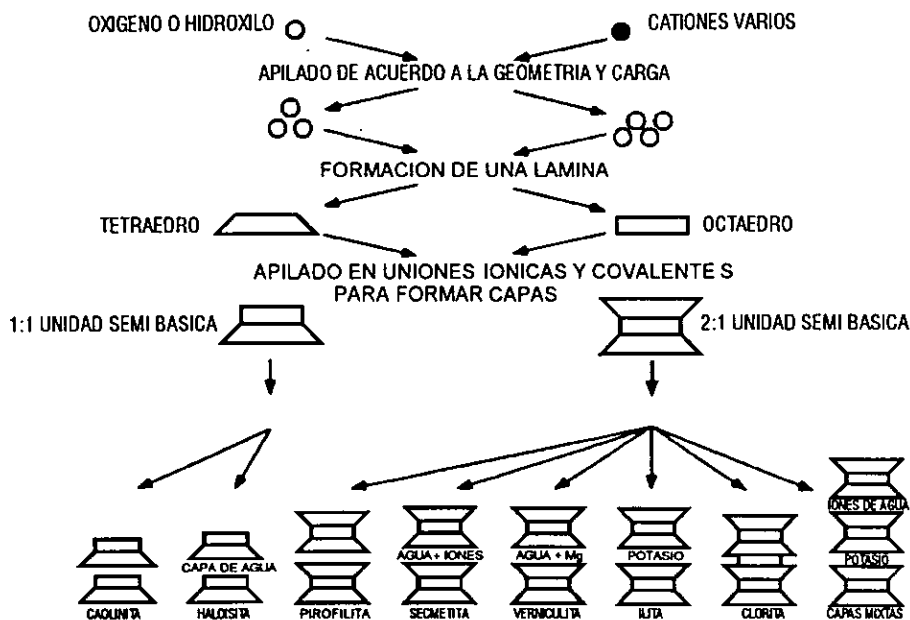 OXIGENO O HIDROXILO
CATIONES VARIOS
APILADO DE ACUERDO A LA GEOMETRIA Y CARGA
FORMACION DE UNA LAMINA
TETRAEDRO
OCTAEDRO
APILADO EN UNIONES IONICAS Y COVALENTES
PARA FORMAR CAPAS
1:1 UNIDAD SEMI BASICA
2:1 UNIDAD SEMI BASICA
IONES DE AGUA
CAPA DE AGUA
AGUA + IONES
AGUA + Mg
POTASIO
POTASIO
CAOLINITA
HALOISITA
PIROFILITA
SECMETITA
VERNICULITA
ILITA
CLORITA
CAPAS MIXTAS